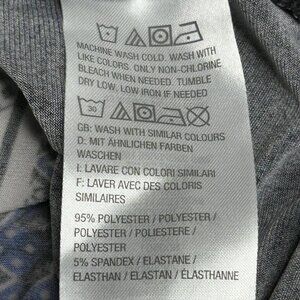 MACHINE WASH COLD. WASH WITH
LIKE COLORS. ONLY NON-CHLORINE
BLEACH WHEN NEEDED. TUMBLE
DRY LOW. LOW IRON IF NEEDED
30
GB: WASH WITH SIMILAR COLOURS
D: MIT ÄHNLICHEN FARBEN
WASCHEN
I: LAVARE CON COLORI SIMILARI
F: LAVER AVEC DES COLORIS
SIMILAIRES
95% POLYESTER / POLYESTER /
POLYESTER / POLIESTERE /
POLYESTER
5% SPANDEX / ELASTANE /
ELASTHAN / ELASTAN / ÉLASTHANNE